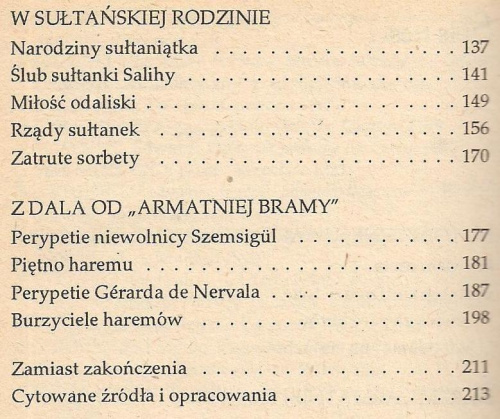 W SUŁTAŃSKIEJ RODZINIE
Narodziny sułtaniątka . . . . . . . . . . . . . . . . . . 137
Ślub sułtanki Salihy . . . . . . . . . . . . . . . . . . . 141
Miłość odaliski . . . . . . . . . . . . . . . . . . . . . . 149
Rządy sułtanek . . . . . . . . . . . . . . . . . . . . . 156
Zatrute sorbety . . . . . . . . . . . . . . . . . . . . . 170
Z DALA OD „ARMATNIEJ BRAMY”
Perypetie niewolnicy Szemsigül . . . . . . . . . . . . 177
Piętno haremu . . . . . . . . . . . . . . . . . . . . . . 181
Perypetie Gérarda de Nervala . . . . . . . . . . . . . 187
Burzyciele haremów . . . . . . . . . . . . . . . . . . 198
Zamiast zakończenia . . . . . . . . . . . . . . . . . . 211
Cytowane źródła i opracowania . . . . . . . . . . . . 213